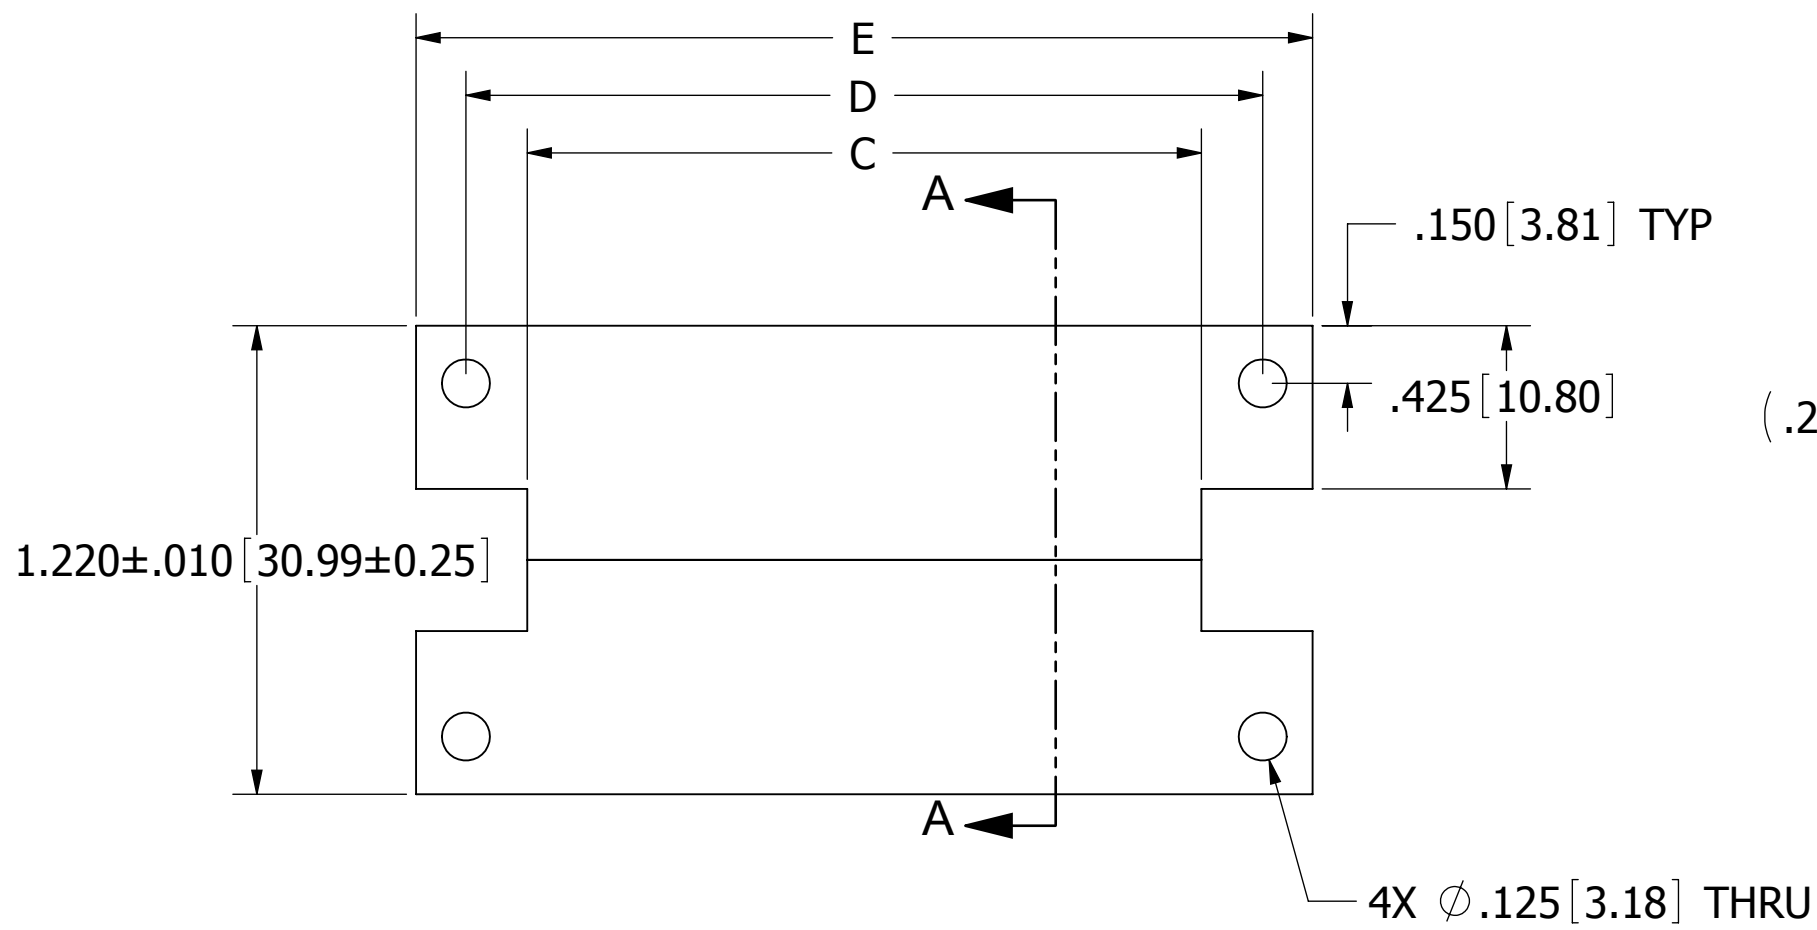 E
D
C
A
.150[3.81] TYP
.425[10.80]
(.2
1.220±.010[30.99±0.25]
A
4X ⌀.125[3.18] THRU